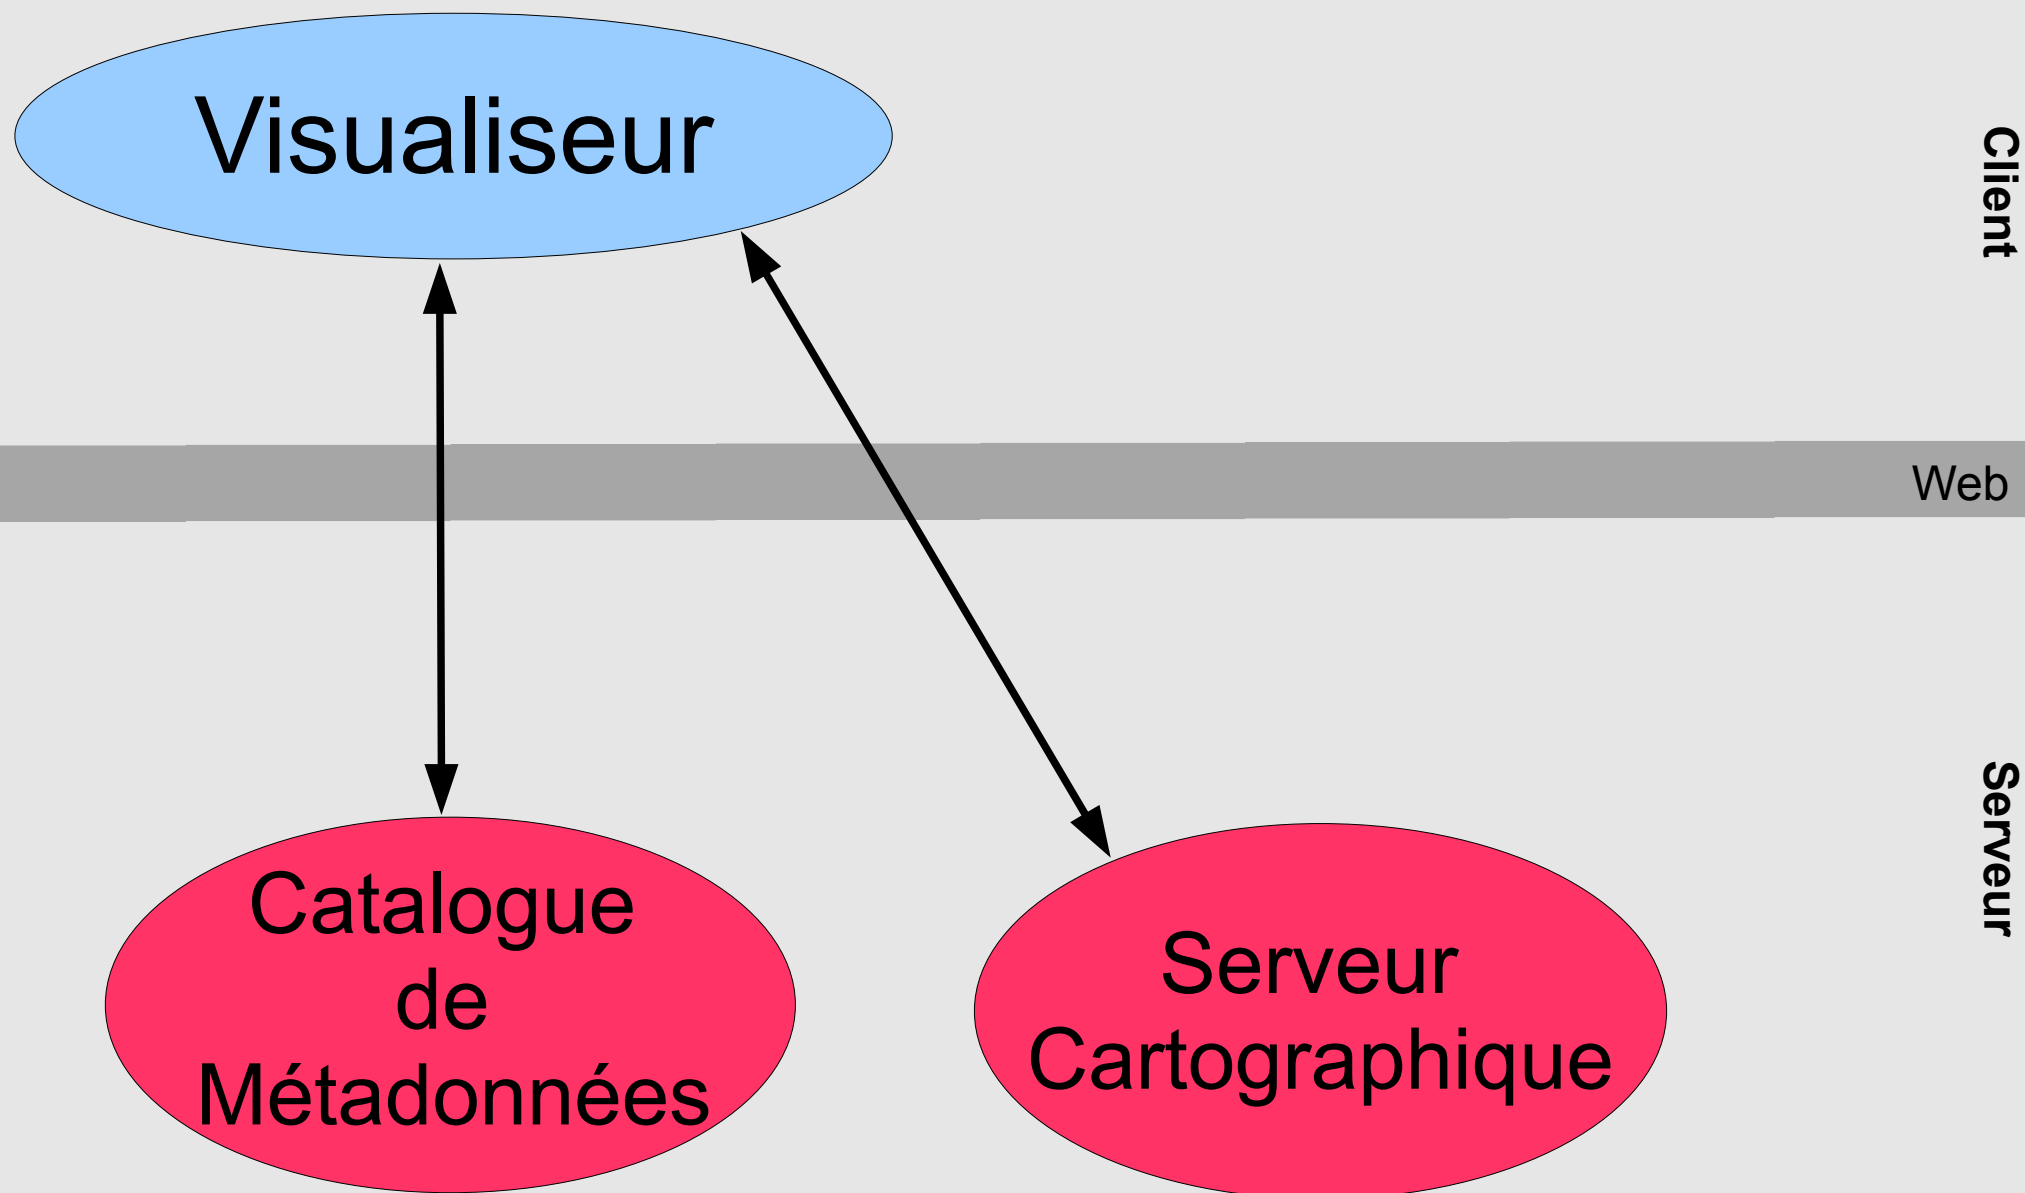 Visualiseur
Client
Web
Serveur
Catalogue
de
Métadonnées
Serveur
Cartographique